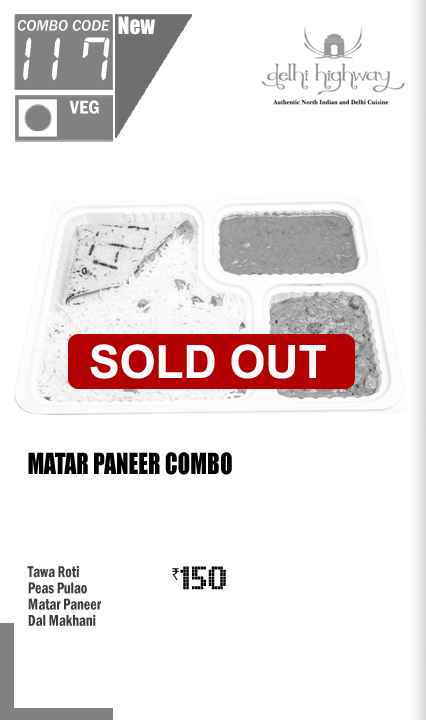 COMBO CODE
117
New
VEG
delhi highway
Authentic North Indian and Delhi Cuisine
SOLD OUT
MATAR PANEER COMBO
Tawa Roti
Peas Pulao
Matar Paneer
Dal Makhani
₹150